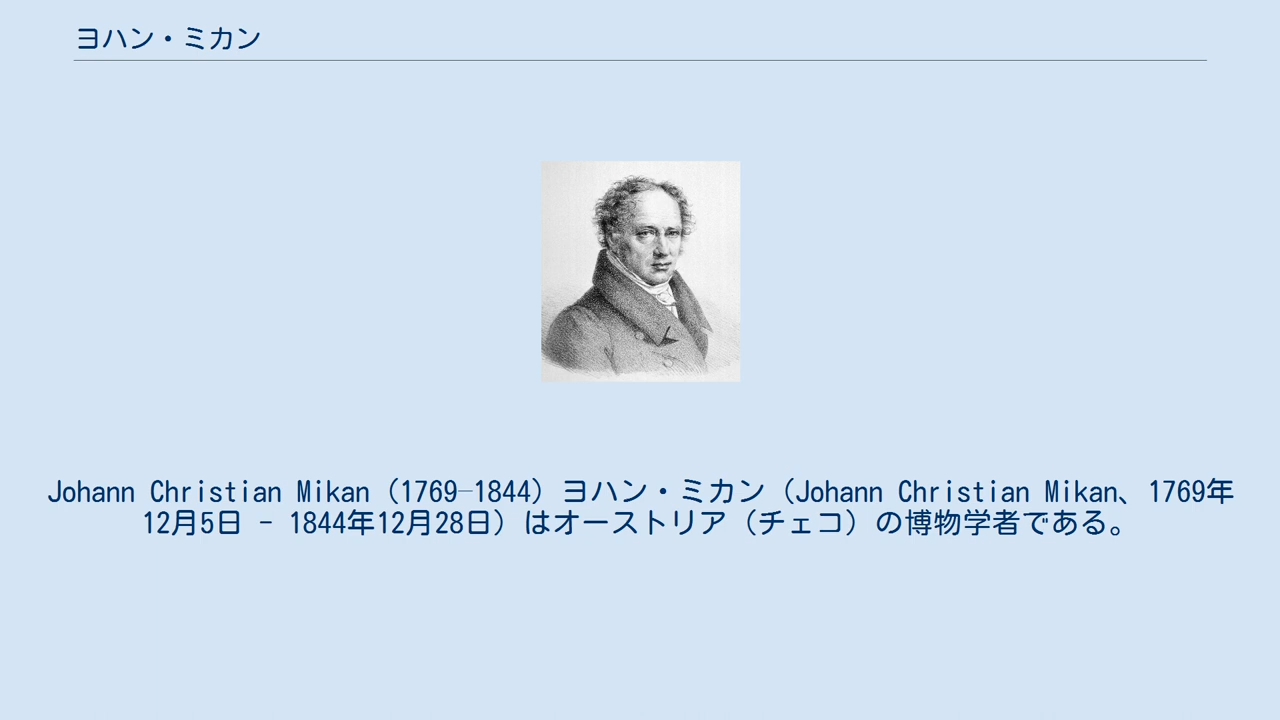 ヨハン・ミカン
Johann Christian Mikan (1769–1844) ヨハン・ミカン（Johann Christian Mikan、1769年
12月5日 - 1844年12月28日）はオーストリア（チェコ）の博物学者である。